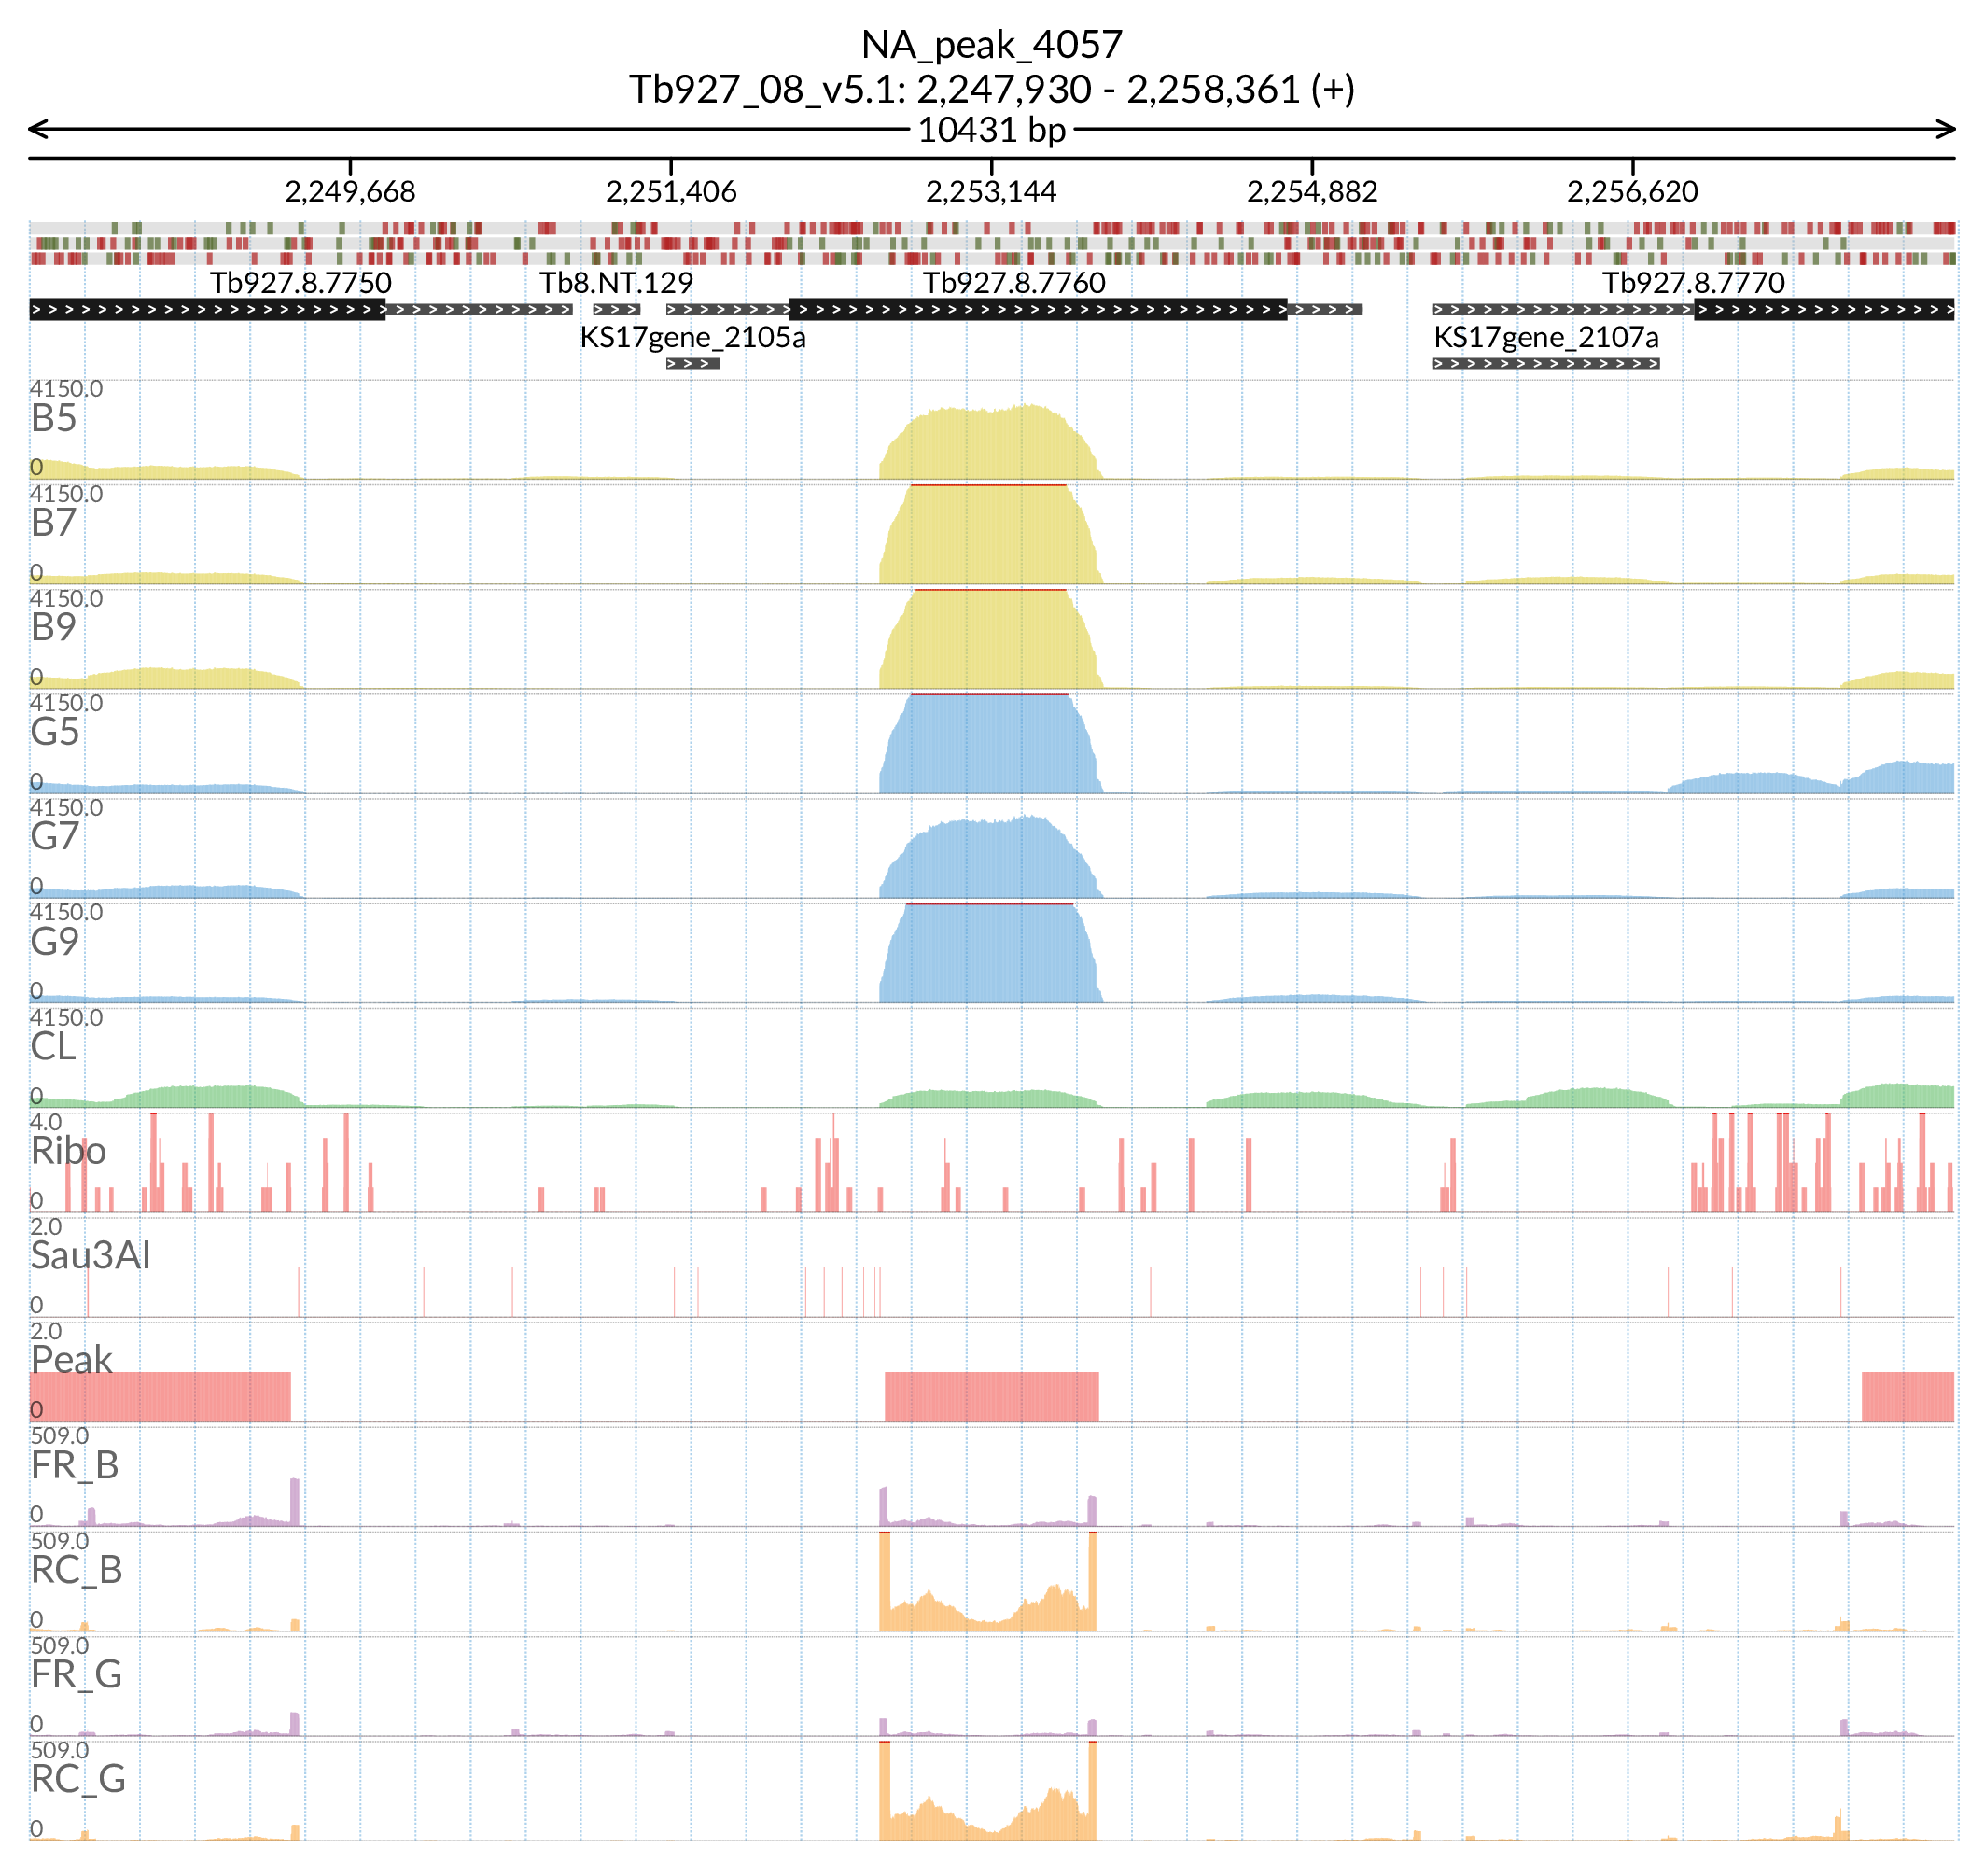 NA_peak_4057
Tb927_08_v5.1: 2,247,930 - 2,258,361 (+)
10431 bp
2,249,668 2,251,406 2,253,144 2,254,882 2,256,620
Tb927.8.7750 Tb8.NT.129 Tb927.8.7760 Tb927.8.7770
KS17gene_2105a KS17gene_2107a
4150.0
B5
0
4150.0
B7
0
4150.0
B9
0
4150.0
G5
0
4150.0
G7
0
4150.0
G9
0
4150.0
CL
0
4.0
Ribo
0
2.0
Sau3AI
0
2.0
Peak
0
509.0
FR_B
0
509.0
RC_B
0
509.0
FR_G
0
509.0
RC_G
0